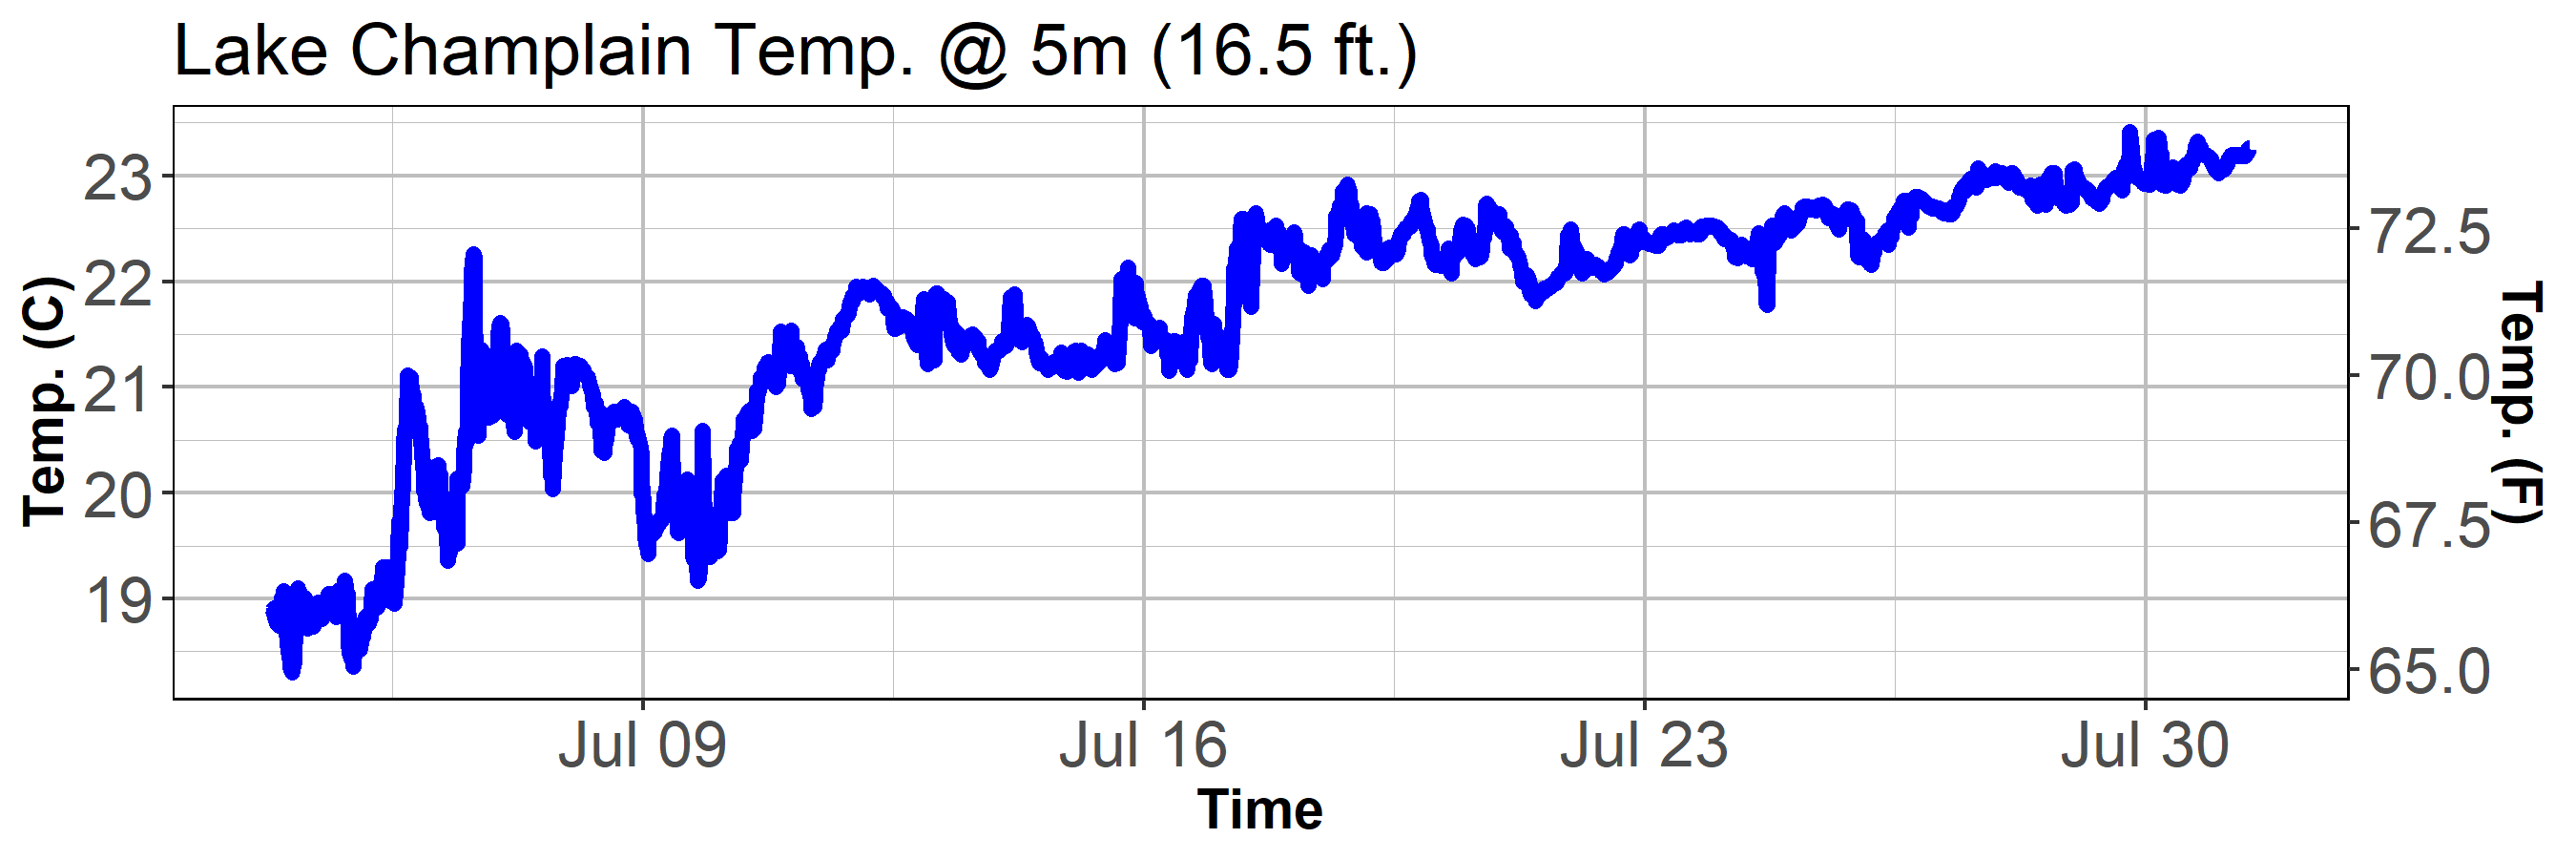 Lake Champlain Temp. @ 5m (16.5 ft.)
Temp. (C)
23
22
21
20
19
72.5
70.0
67.5
65.0
Temp. (F)
Jul 09 Jul 16 Jul 23 Jul 30
Time